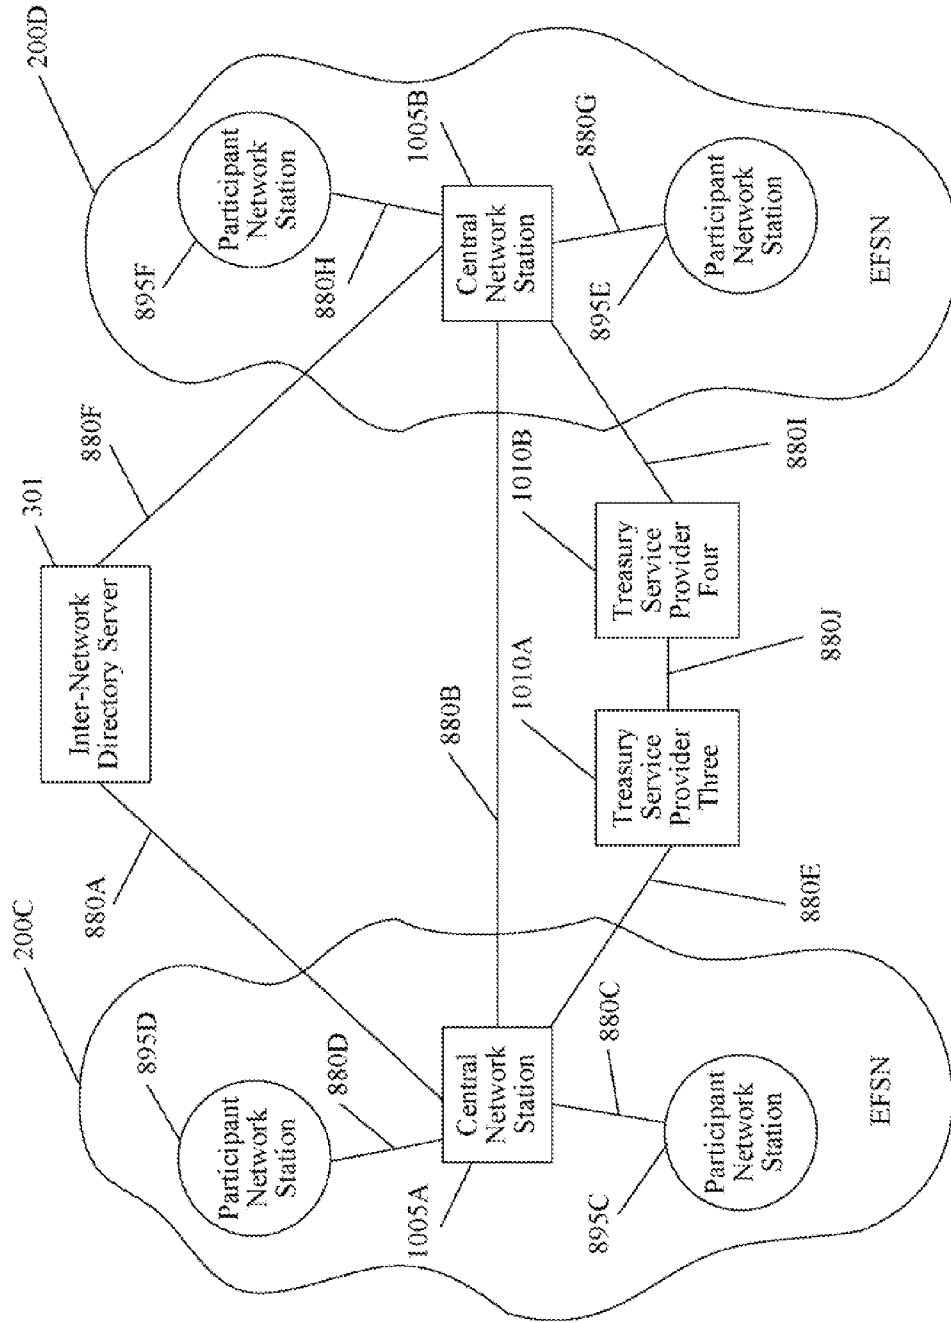 200C
880A
301
Inter-Network
Directory Server
880F
200D
895D
Participant
Network
Station
880D
895F
Participant
Network
Station
880H
1005A
Central
Network
Station
880B
Central
Network
Station
1005B
880C
1010A
1010B
880G
895C
Participant
Network
Station
880E
Treasury
Service
Provider
Three
880J
Treasury
Service
Provider
Four
880I
895E
Participant
Network
Station
EFSN
EFSN